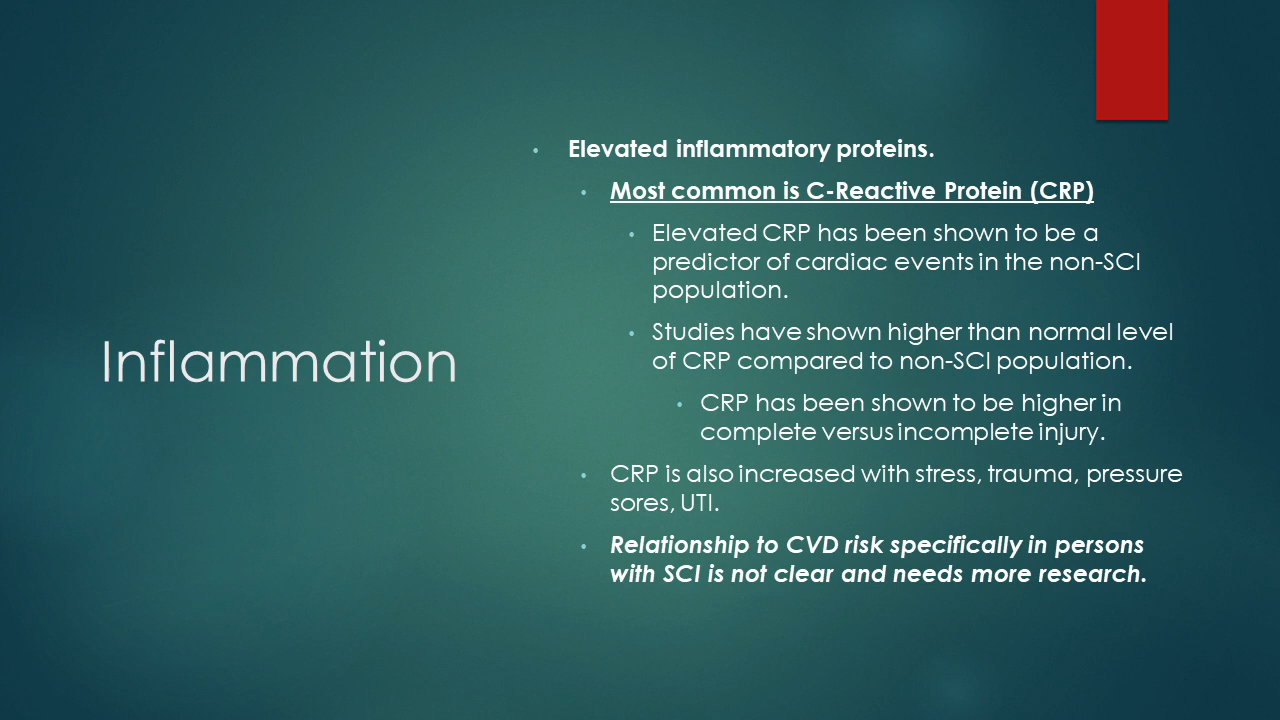 Inflammation
• Elevated inflammatory proteins.
• Most common is C-Reactive Protein (CRP)
• Elevated CRP has been shown to be a
predictor of cardiac events in the non-SCI
population.
• Studies have shown higher than normal level
of CRP compared to non-SCI population.
• CRP has been shown to be higher in
complete versus incomplete injury.
• CRP is also increased with stress, trauma, pressure
sores, UTI.
• Relationship to CVD risk specifically in persons
with SCI is not clear and needs more research.